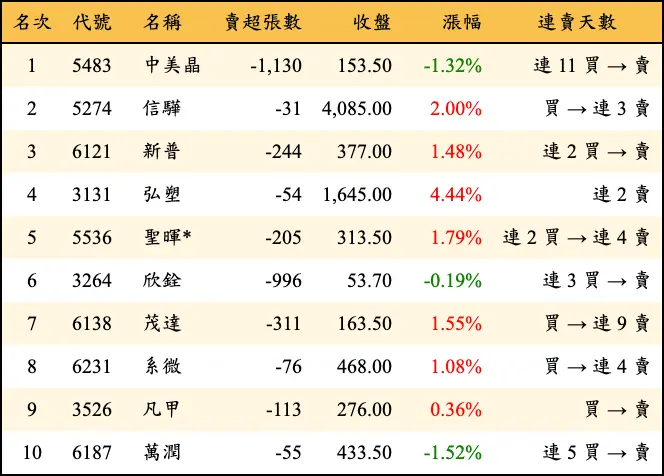 名次 代號 名稱 賣超張數 收盤 漲幅 連賣天數
1 5483 中美晶 -1,130 153.50 -1.32% 連 11 買 → 賣
2 5274 信驊 -31 4,085.00 2.00% 買 → 連 3 賣
3 6121 新普 -244 377.00 1.48% 連 2 買 → 賣
4 3131 弘塑 -54 1,645.00 4.44% 連 2 賣
5 5536 聖暉* -205 313.50 1.79% 連 2 買 → 連 4 賣
6 3264 欣銓 -996 53.70 -0.19% 連 3 買 → 賣
7 6138 茂達 -311 163.50 1.55% 買 → 連 9 賣
8 6231 系微 -76 468.00 1.08% 買 → 連 4 賣
9 3526 凡甲 -113 276.00 0.36% 買 → 賣
10 6187 萬潤 -55 433.50 -1.52% 連 5 買 → 賣